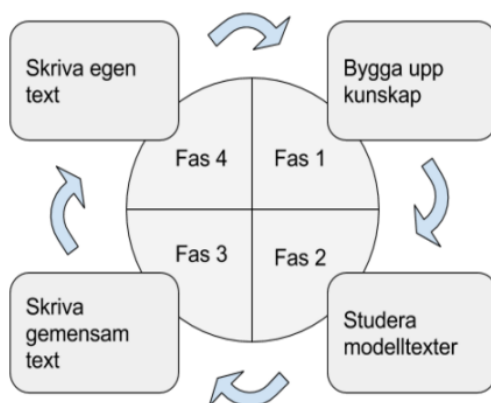 Skriva egen
text
Bygga upp
kunskap
Fas 4
Fas 1
Fas 3
Fas 2
Skriva
gemensam
text
Studera
modelltexter